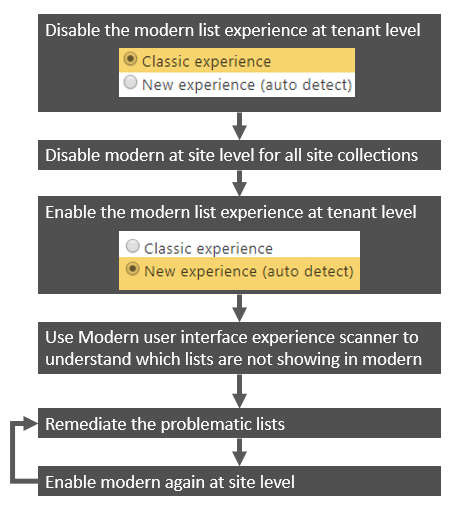 Disable the modern list experience at tenant level
Classic experience
New experience (auto detect)
Disable modern at site level for all site collections
Enable the modern list experience at tenant level
Classic experience
New experience (auto detect)
Use Modern user interface experience scanner to
understand which lists are not showing in modern
Remediate the problematic lists
Enable modern again at site level